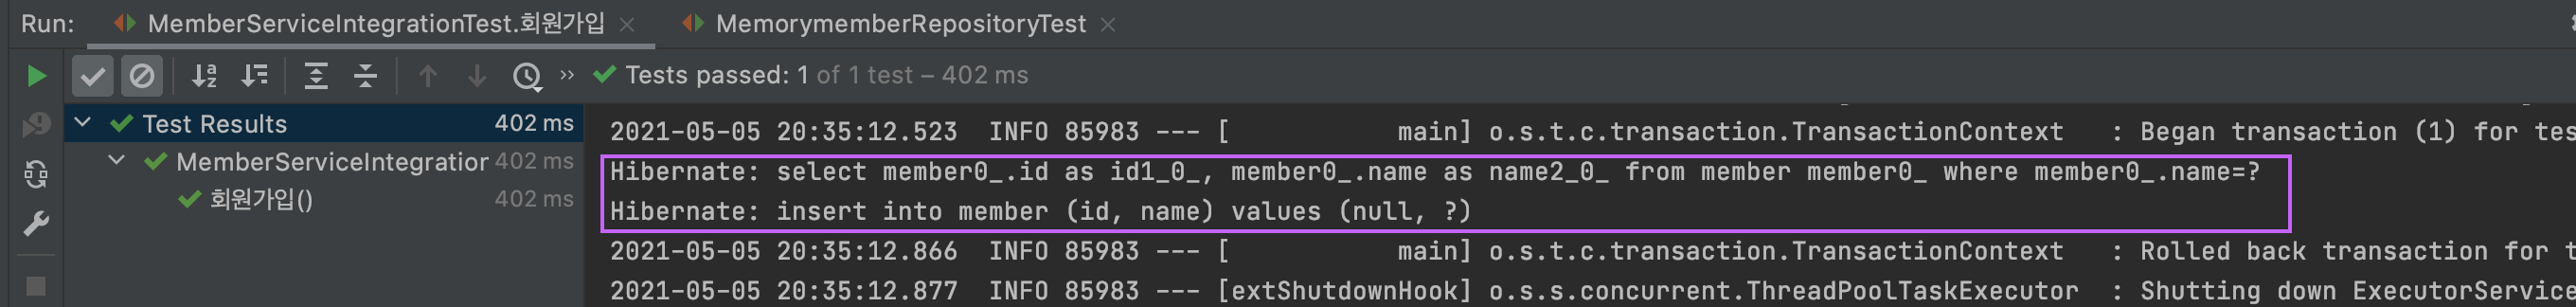 Run: MemberServiceIntegrationTest.회원가입 MemorymemberRepositoryTest
Tests passed: 1 of 1 test – 402 ms
Test Results 402 ms
MemberServiceIntegration 402 ms
회원가입() 402 ms
2021-05-05 20:35:12.523  INFO 85983 --- [           main] o.s.t.c.transaction.TransactionContext   : Began transaction (1) for tes
Hibernate: select member0_.id as id1_0_, member0_.name as name2_0_ from member member0_ where member0_.name=?
Hibernate: insert into member (id, name) values (null, ?)
2021-05-05 20:35:12.866  INFO 85983 --- [           main] o.s.t.c.transaction.TransactionContext   : Rolled back transaction for t
2021-05-05 20:35:12.877  INFO 85983 --- [extShutdownHook] o.s.s.concurrent.ThreadPoolTaskExecutor  : Shutting down ExecutorService